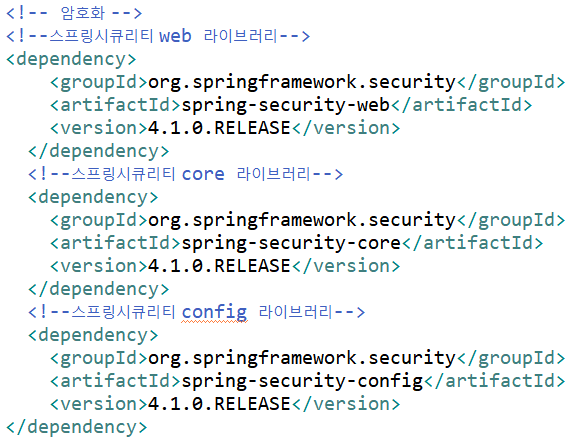 <!-- 암호화 -->
<!--스프링시큐리티 web 라이브러리-->
<dependency>
    <groupId>org.springframework.security</groupId>
    <artifactId>spring-security-web</artifactId>
    <version>4.1.0.RELEASE</version>
  </dependency>
  <!--스프링시큐리티 core 라이브러리-->
  <dependency>
    <groupId>org.springframework.security</groupId>
    <artifactId>spring-security-core</artifactId>
    <version>4.1.0.RELEASE</version>
  </dependency>
  <!--스프링시큐리티 config 라이브러리-->
  <dependency>
    <groupId>org.springframework.security</groupId>
    <artifactId>spring-security-config</artifactId>
    <version>4.1.0.RELEASE</version>
</dependency>